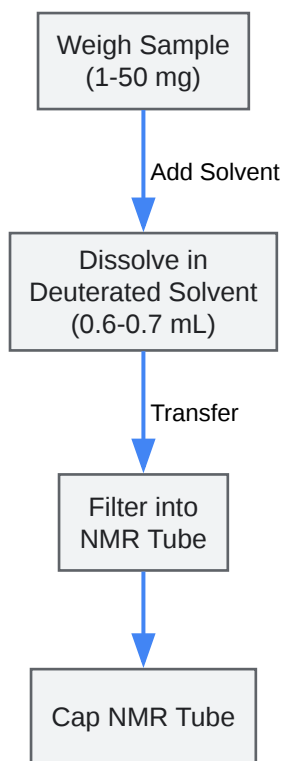 Weigh Sample
(1-50 mg)
Add Solvent
Dissolve in
Deuterated Solvent
(0.6-0.7 mL)
Transfer
Filter into
NMR Tube
Cap NMR Tube